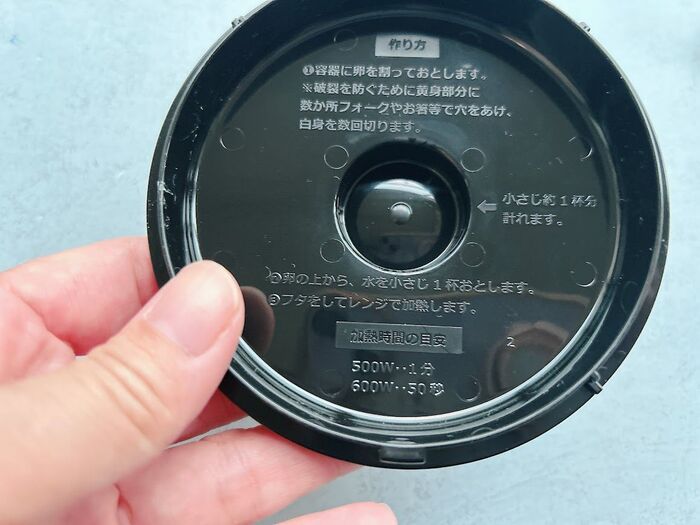 作り方
❶容器に卵を割っておとします。
※破裂を防ぐために黄身部分に
数か所フォークやお箸等で穴をあけ、
白身を数回切ります。
⇦ 小さじ約1杯分
計れます。
❷卵の上から、水を小さじ1杯おとします。
❸フタをしてレンジで加熱します。
加熱時間の目安
2
500W‥1分
600W‥50秒